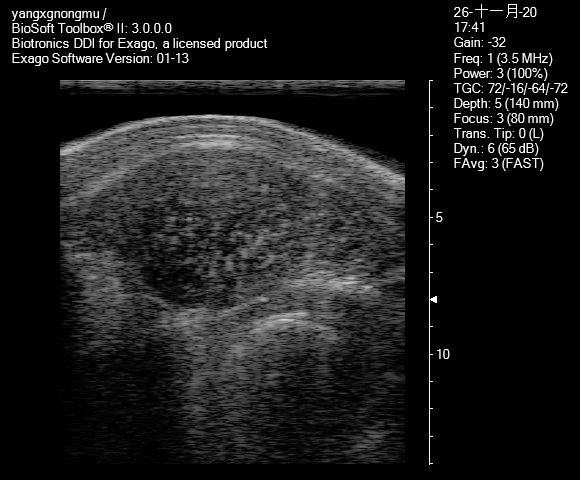 yangxgnongmu /
BioSoft Toolbox® II: 3.0.0.0
Biotronics DDI for Exago, a licensed product
Exago Software Version: 01-13
26-十一月-20
17:41
Gain: -32
Freq: 1 (3.5 MHz)
Power: 3 (100%)
TGC: 72/-16/-64/-72
Depth: 5 (140 mm)
Focus: 3 (80 mm)
Trans. Tip: 0 (L)
Dyn.: 6 (65 dB)
FAvg: 3 (FAST)
5
10